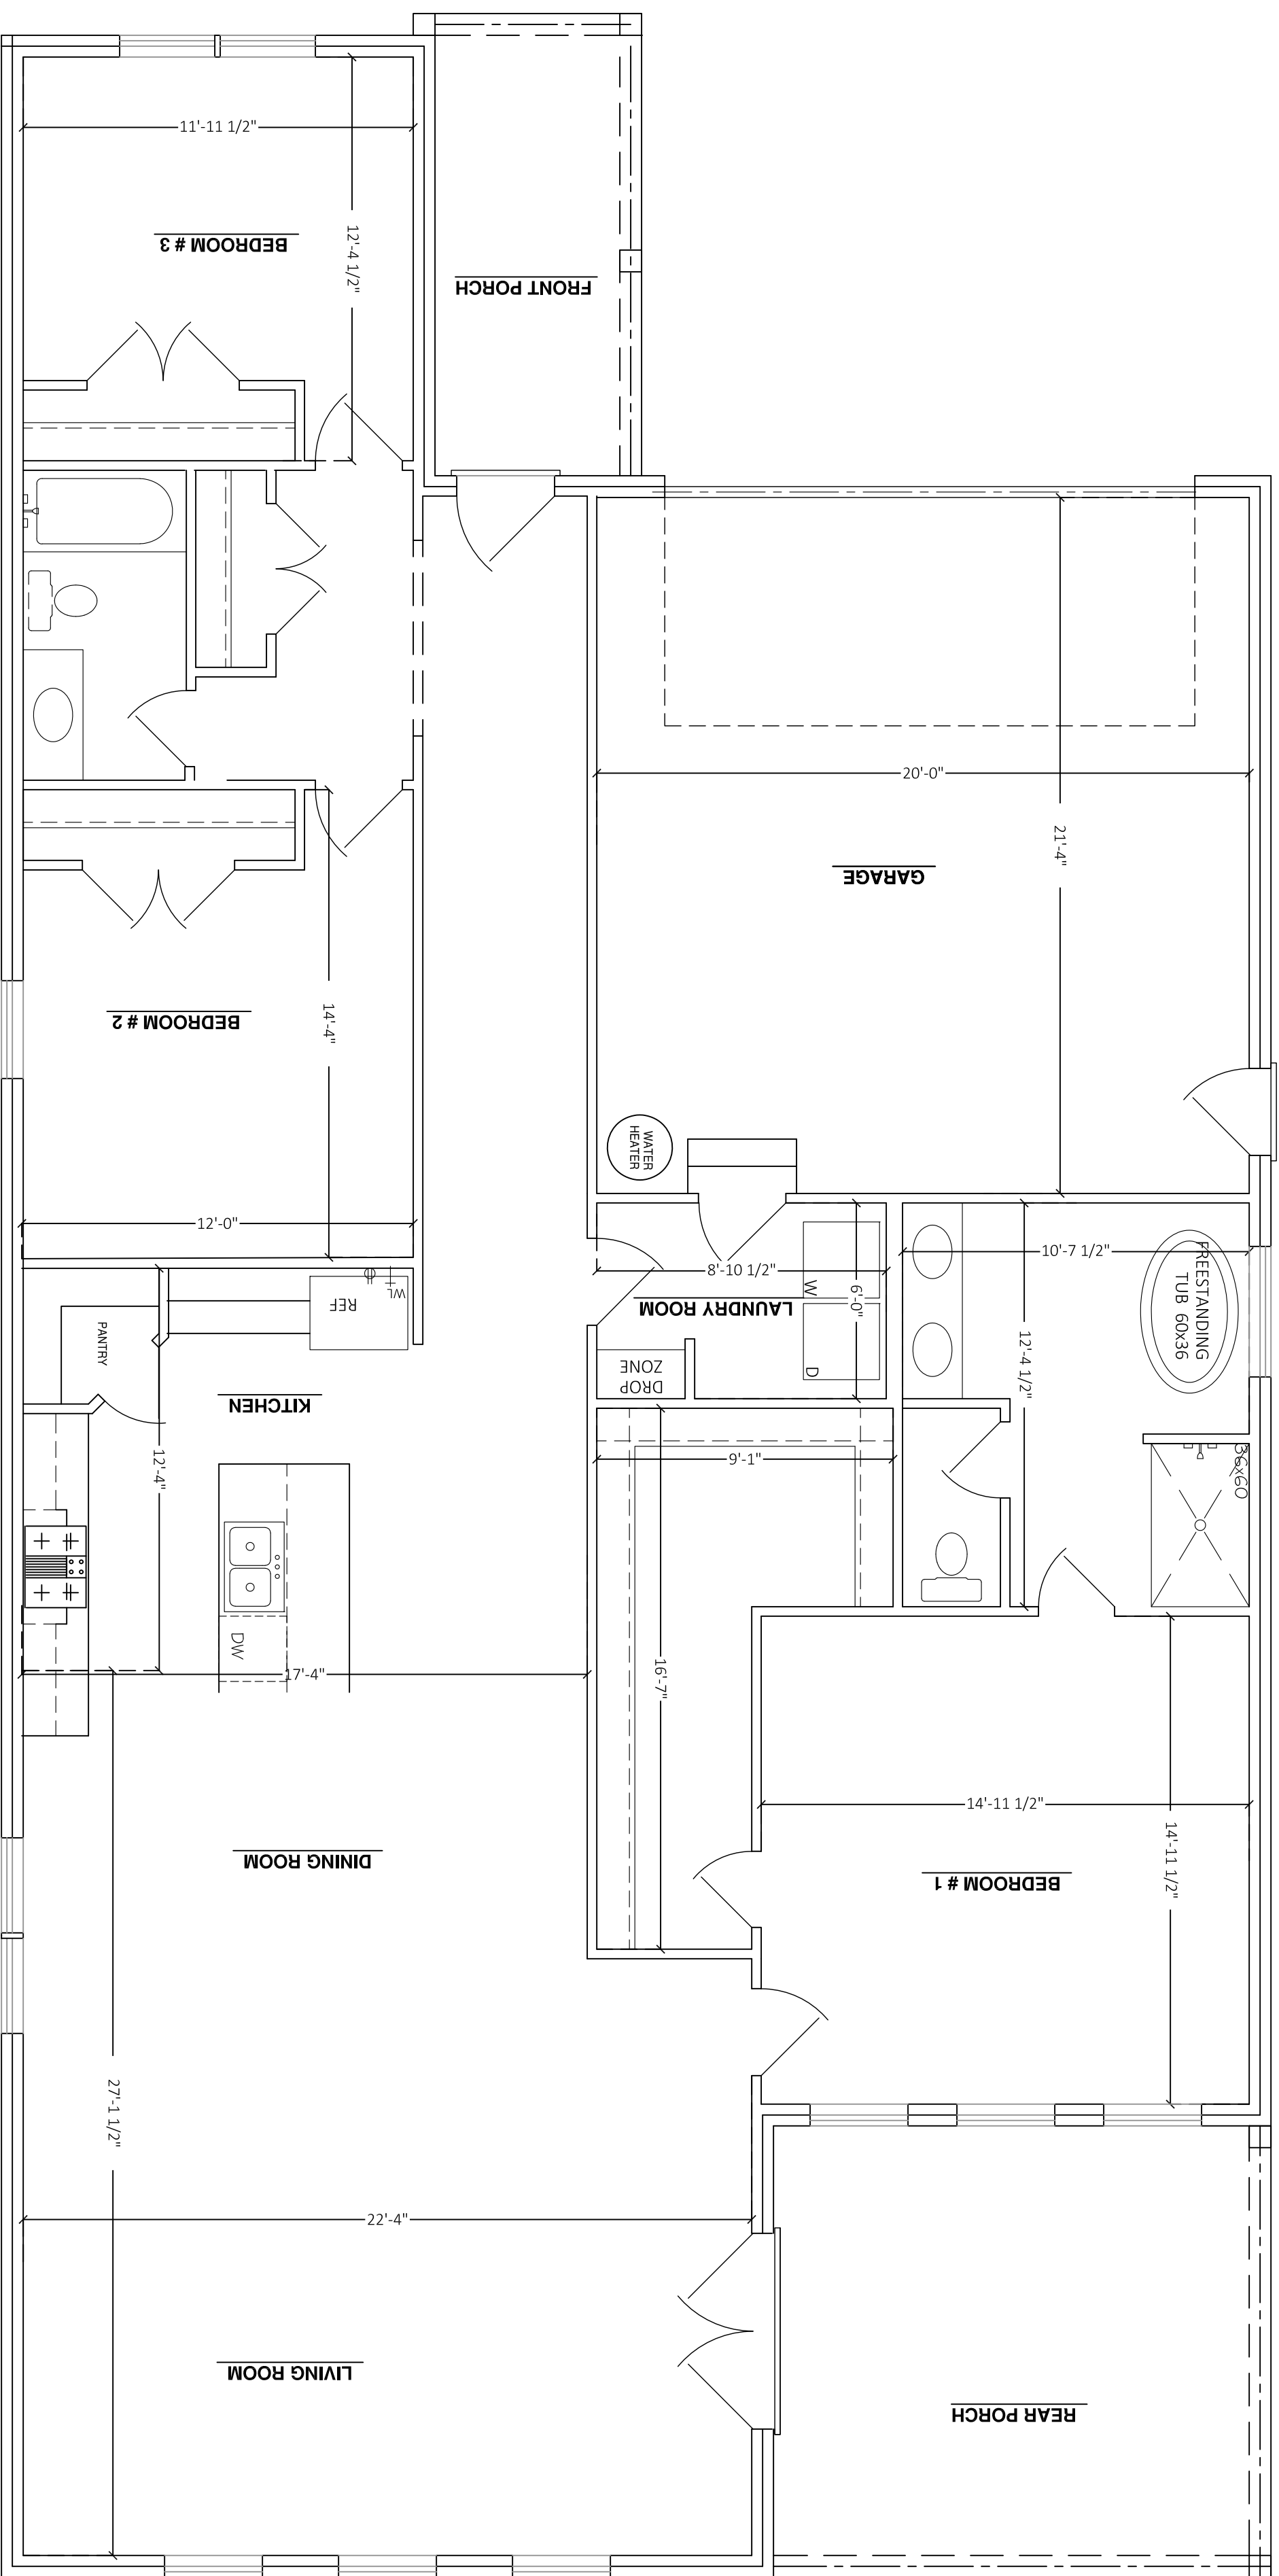 11'-11 1/2"
BEDROOM # 3
12'-4 1/2"
FRONT PORCH
20'-0"
21'-4"
GARAGE
BEDROOM # 2
14'-4"
WATER
HEATER
12'-0"
10'-7 1/2"
8'-10 1/2"
FREESTANDING
TUB 60x36
WL
REF
W
6'-0"
LAUNDRY ROOM
PANTRY
12'-4 1/2"
D
DROP
ZONE
KITCHEN
12'-4"
9'-1"
36x60
DW
17'-4"
16'-7"
14'-11 1/2"
14'-11 1/2"
DINING ROOM
BEDROOM # 1
27'-1 1/2"
22'-4"
LIVING ROOM
REAR PORCH